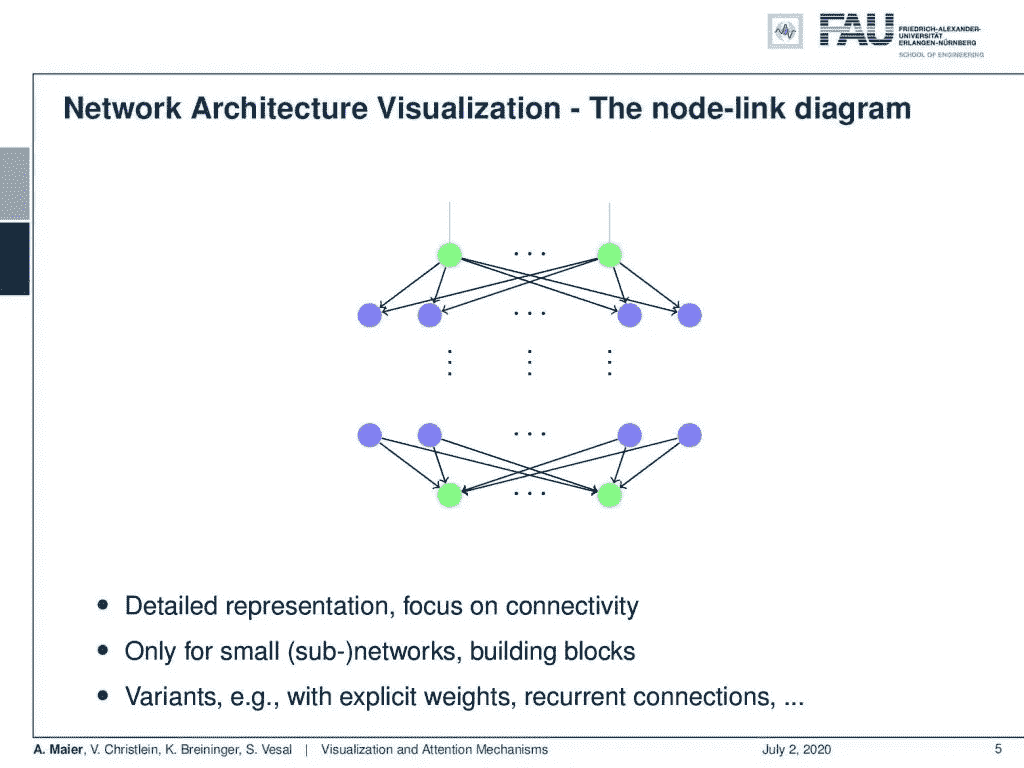 FAU
FRIEDRICH-ALEXANDER-
UNIVERSITÄT
ERLANGEN-NÜRNBERG
SCHOOL OF ENGINEERING
Network Architecture Visualization - The node-link diagram
. . .
. . .
. . .
. . .
• Detailed representation, focus on connectivity
• Only for small (sub-)networks, building blocks
• Variants, e.g., with explicit weights, recurrent connections, ...
A. Maier, V. Christlein, K. Breininger, S. Vesal | Visualization and Attention Mechanisms July 2, 2020 5